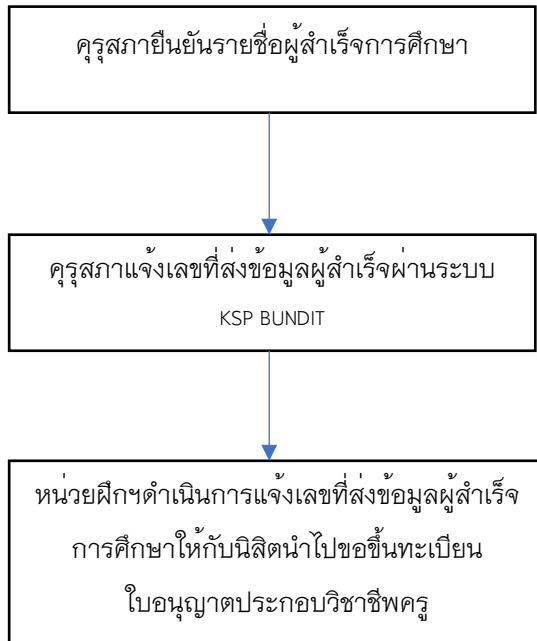 คุรุสภายืนยันรายชื่อผู้สำเร็จการศึกษา
คุรุสภาแจ้งเลขที่ส่งข้อมูลผู้สำเร็จผ่านระบบ
KSP BUNDIT
หน่วยฝึกฯดำเนินการแจ้งเลขที่ส่งข้อมูลผู้สำเร็จ
การศึกษาให้กับนิสิตนำไปขอขึ้นทะเบียน
ใบอนุญาตประกอบวิชาชีพครู